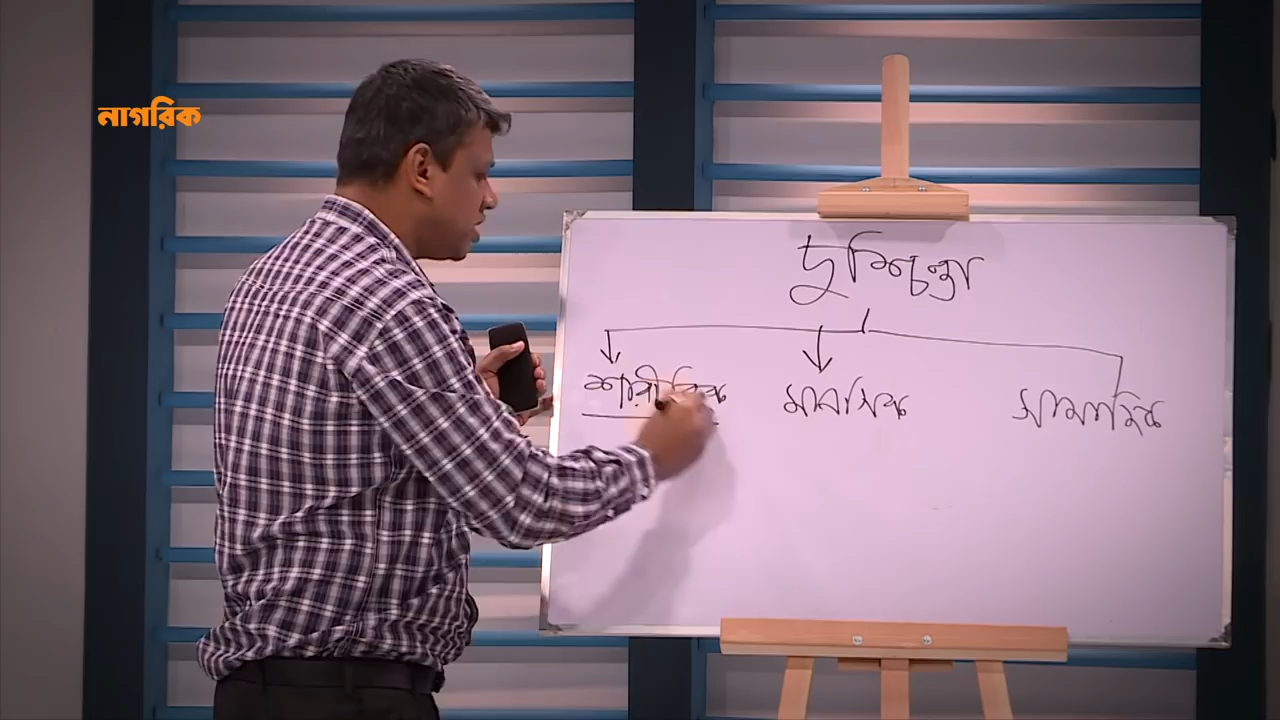 নাগরিক
দুশ্চিন্তা
শারীরিক মানসিক সামাজিক